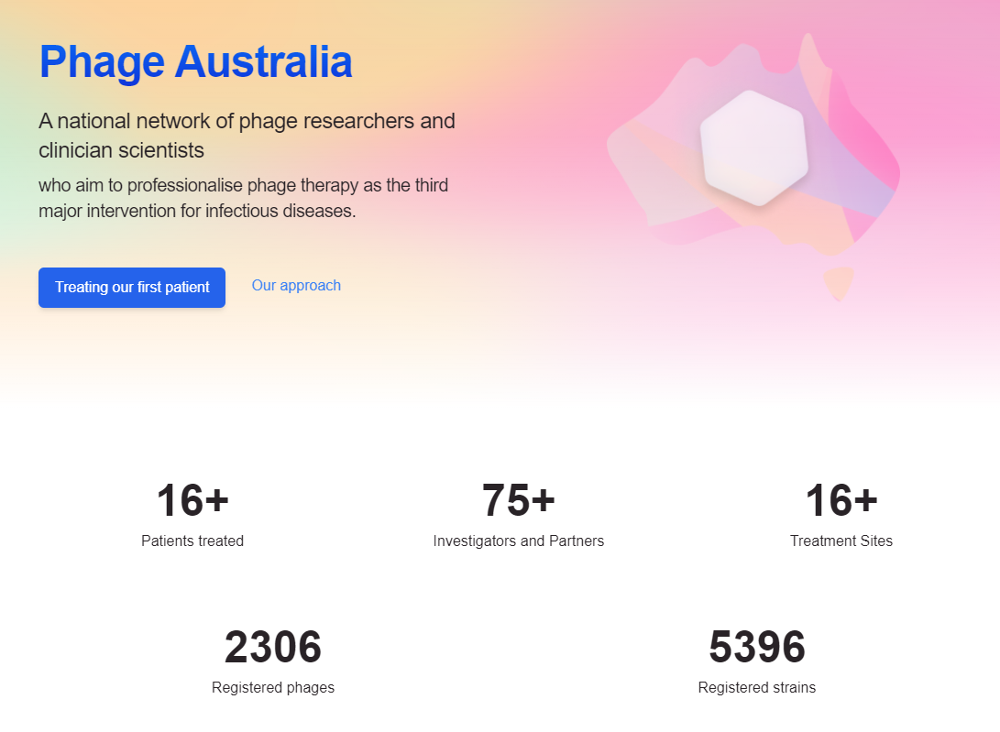 Phage Australia
A national network of phage researchers and
clinician scientists
who aim to professionalise phage therapy as the third
major intervention for infectious diseases.
Treating our first patient
Our approach
16+
Patients treated
75+
Investigators and Partners
16+
Treatment Sites
2306
Registered phages
5396
Registered strains